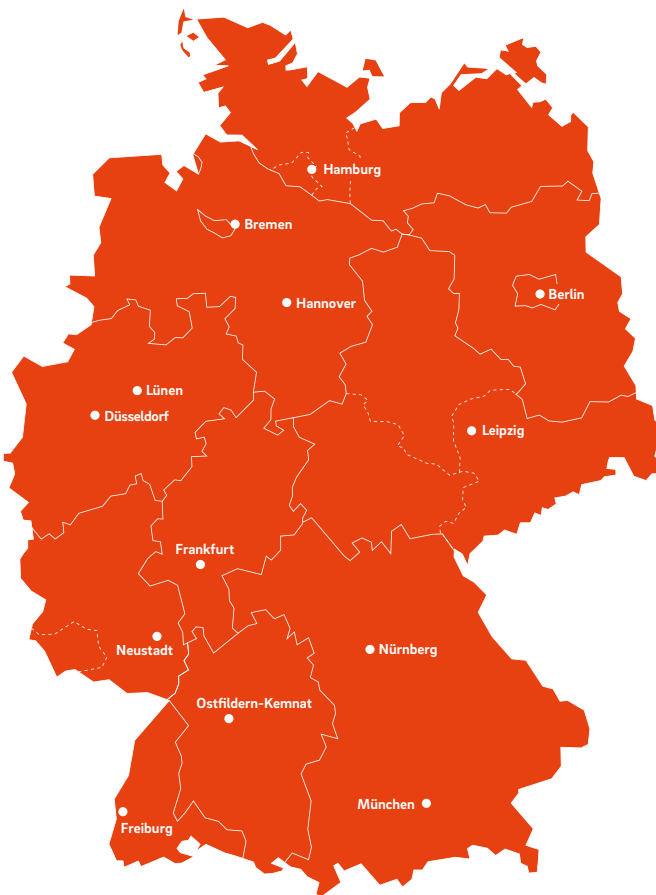 Hamburg
Bremen
Berlin
Hannover
Lünen
Düsseldorf
Leipzig
Frankfurt
Neustadt
Nürnberg
Ostfildern-Kemnat
München
Freiburg